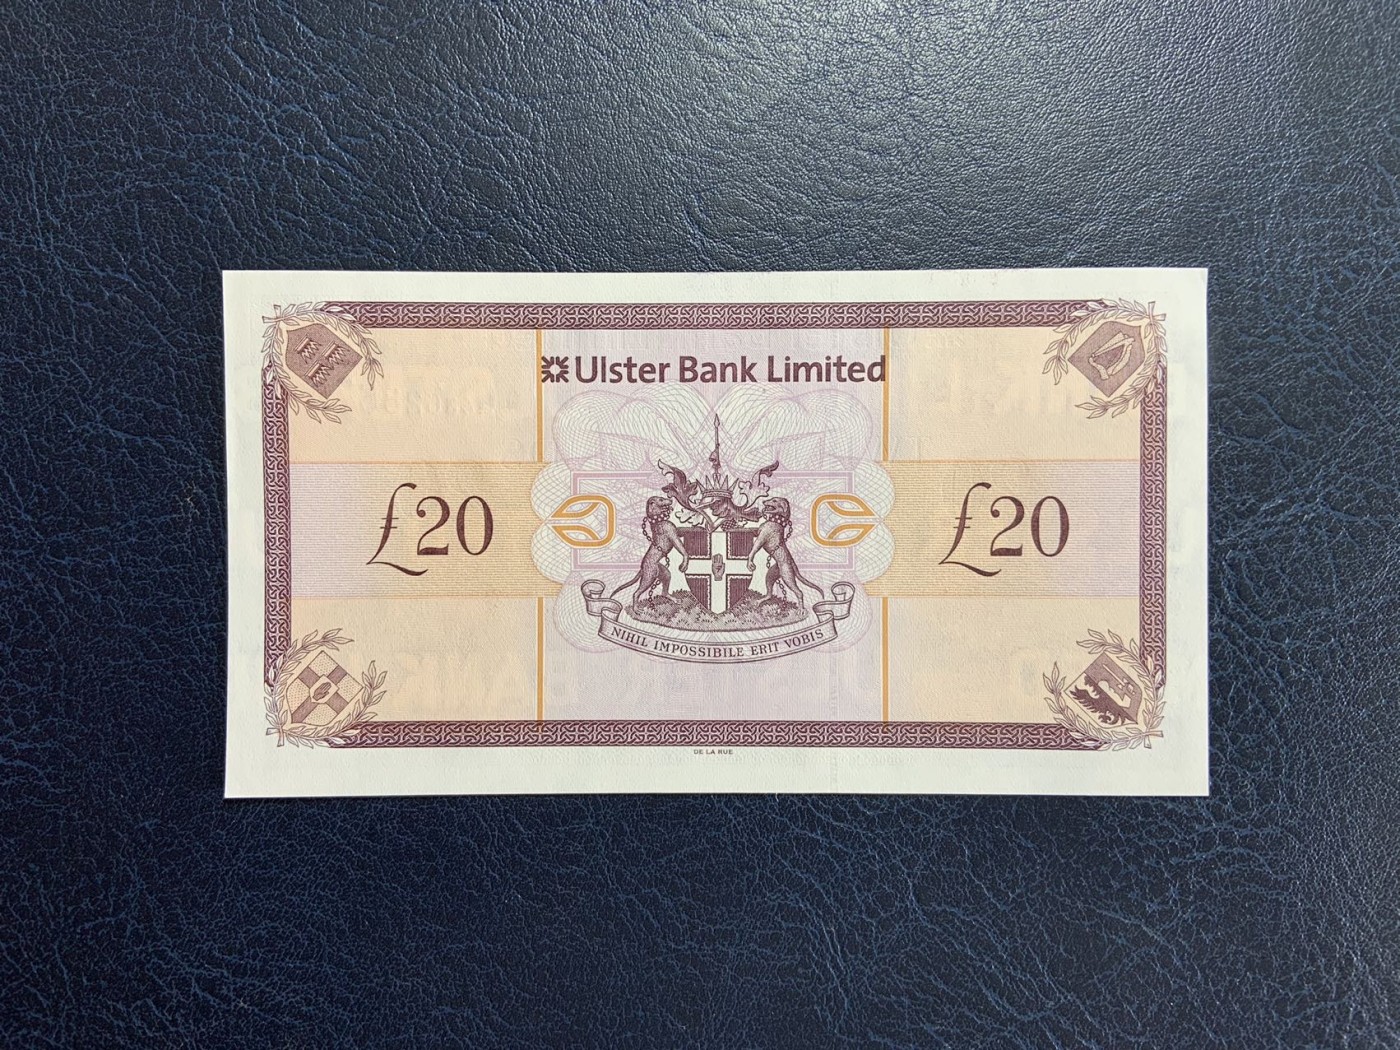 Ulster Bank Limited
£20
£20
NIHIL IMPOSSIBILE ERIT VOBIS
DE LA RUE